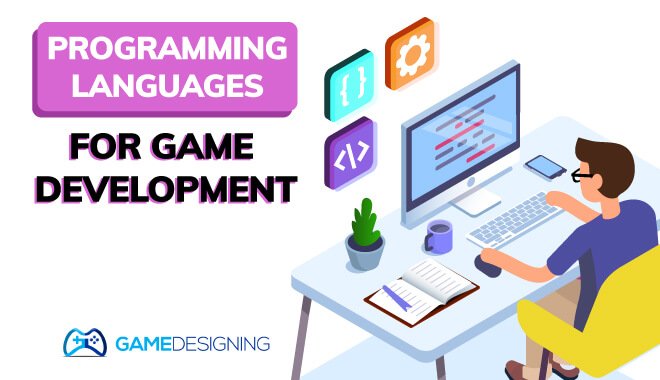 PROGRAMMING
LANGUAGES
FOR GAME
DEVELOPMENT
{ }
</>
GAMEDESIGNING